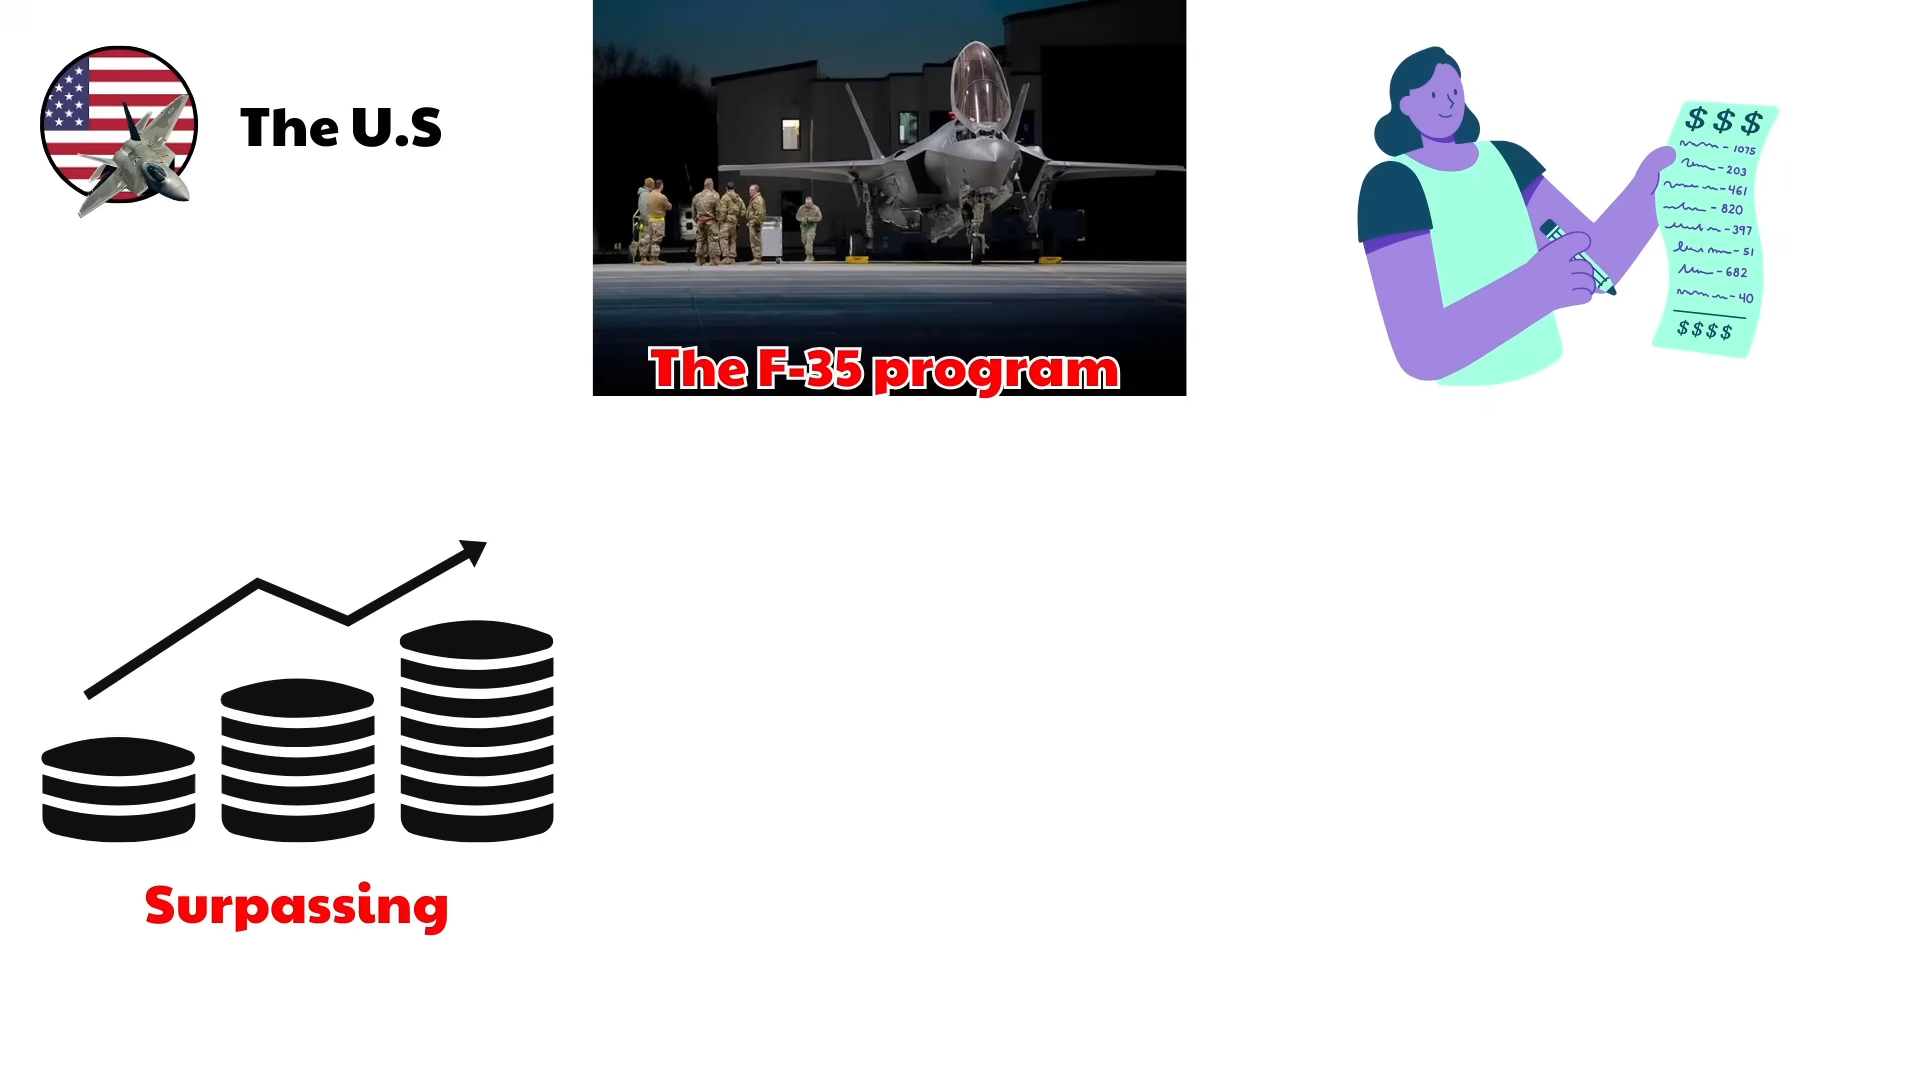 The U.S
The F-35 program
$ $ $
- 1075
- 203
- 461
- 820
- 397
- 51
- 682
- 40
$ $ $ $
Surpassing